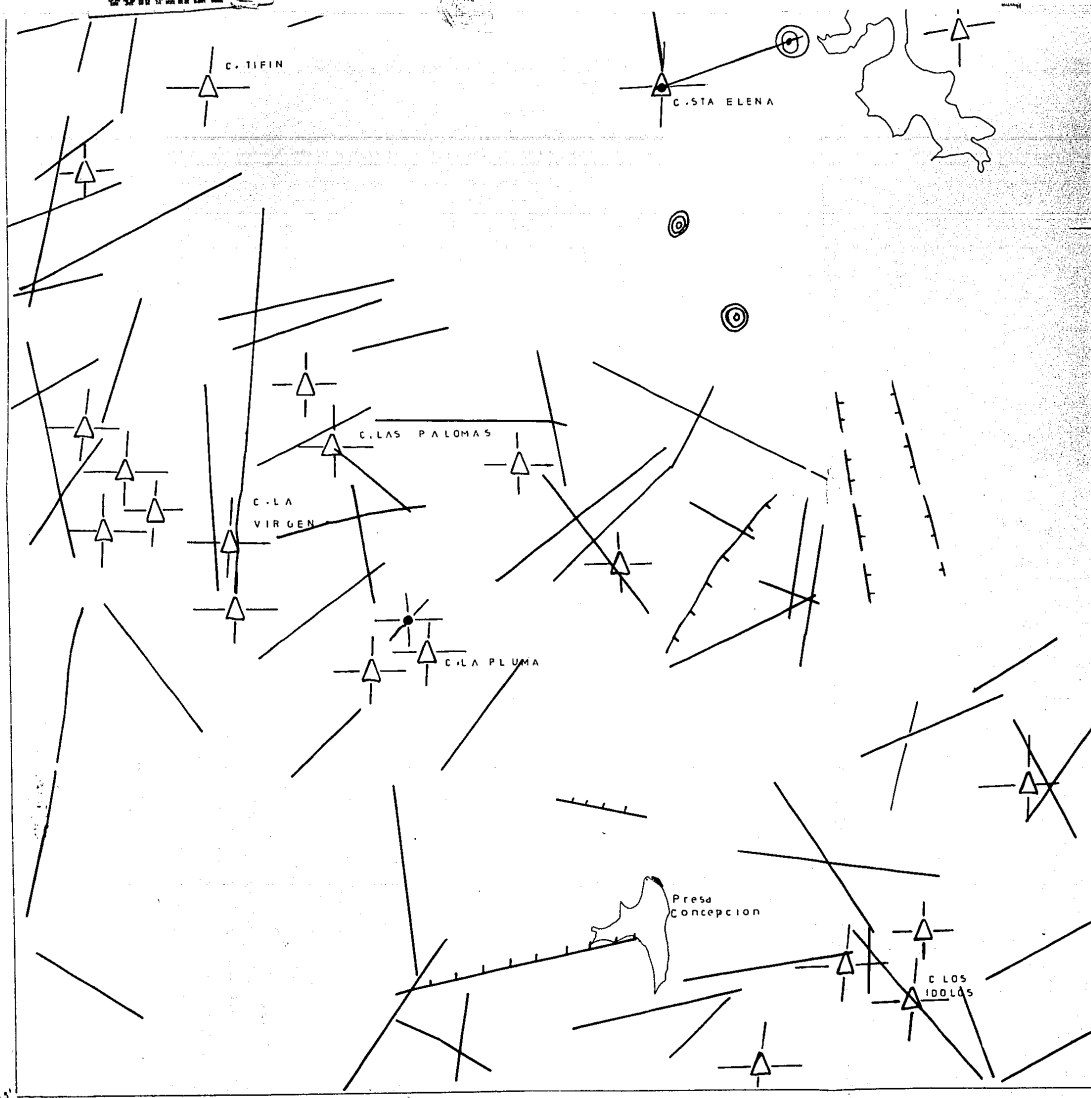 C. TIFIN
C. STA ELENA
C. LAS PALOMAS
C. LA
VIRGEN
C. LA PLUMA
Presa
Concepcion
C LOS
IDOLOS